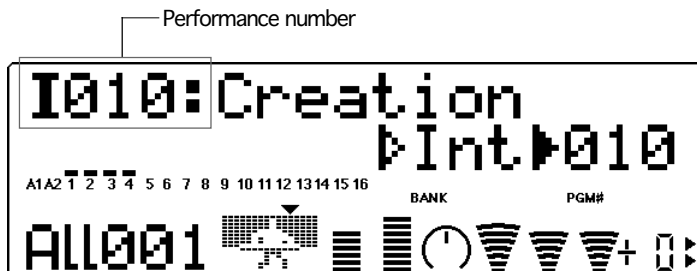 Performance number
I010:Creation
▷Int▶010
A1 A2 1 2 3 4 5 6 7 8 9 10 11 12 13 14 15 16
BANK PGM#
All001 + 0